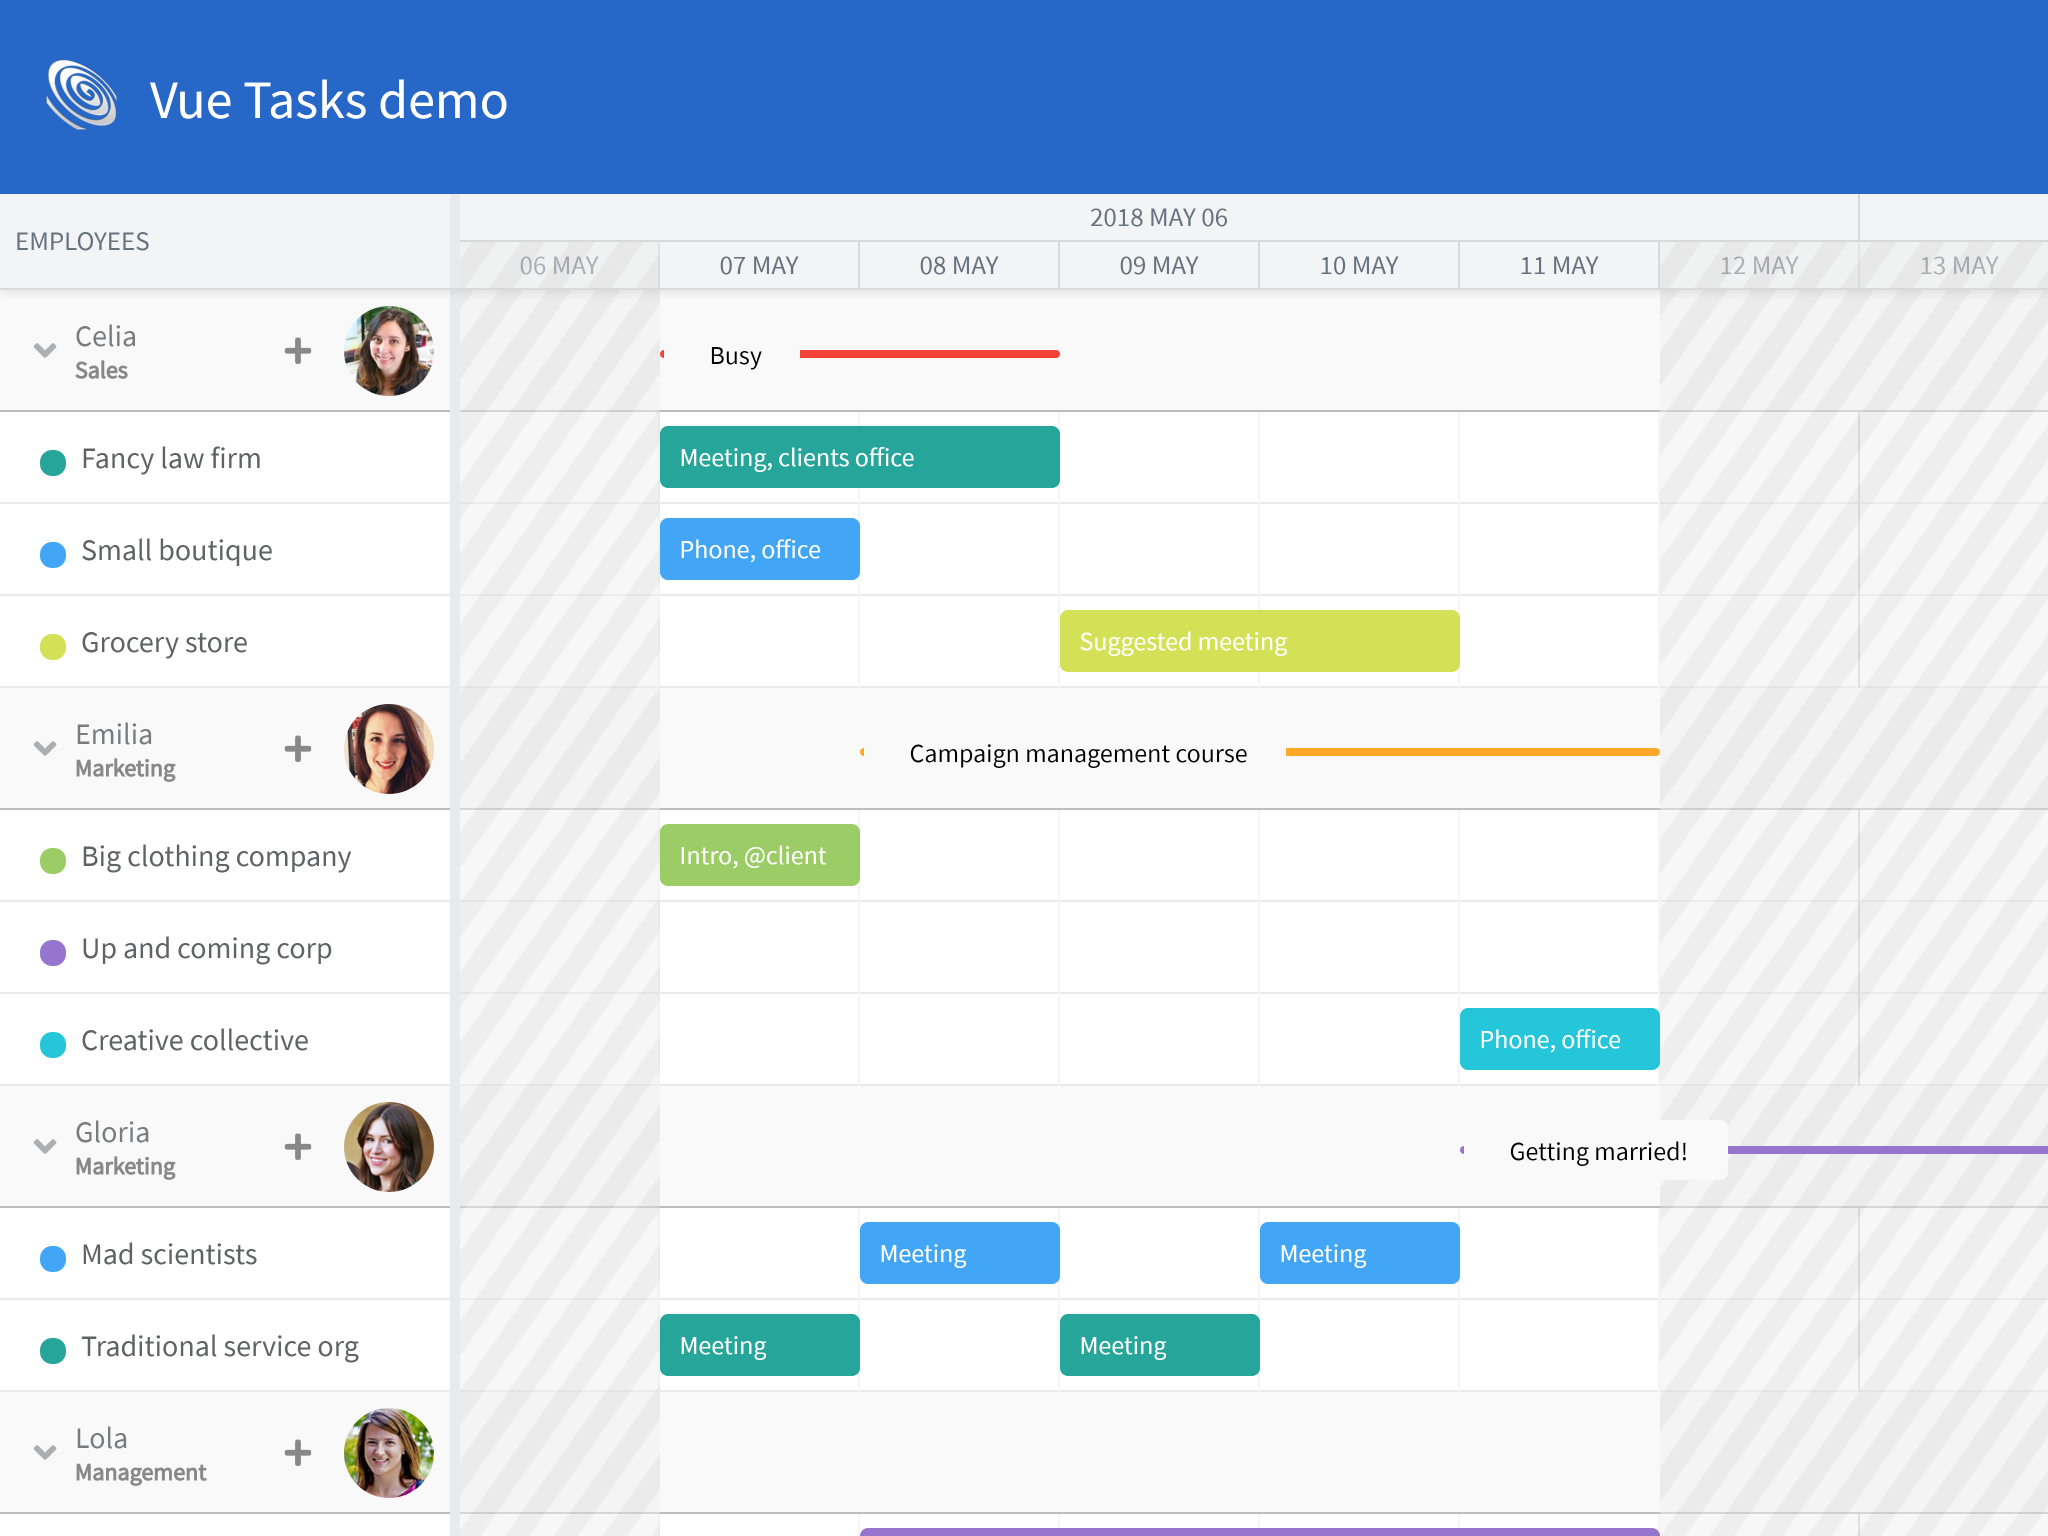 Vue Tasks demo
EMPLOYEES
2018 MAY 06
06 MAY 07 MAY 08 MAY 09 MAY 10 MAY 11 MAY 12 MAY 13 MAY
Celia
Sales
Busy
Fancy law firm
Meeting, clients office
Small boutique
Phone, office
Grocery store
Suggested meeting
Emilia
Marketing
Campaign management course
Big clothing company
Intro, @client
Up and coming corp
Creative collective
Phone, office
Gloria
Marketing
Getting married!
Mad scientists
Meeting Meeting
Traditional service org
Meeting Meeting
Lola
Management